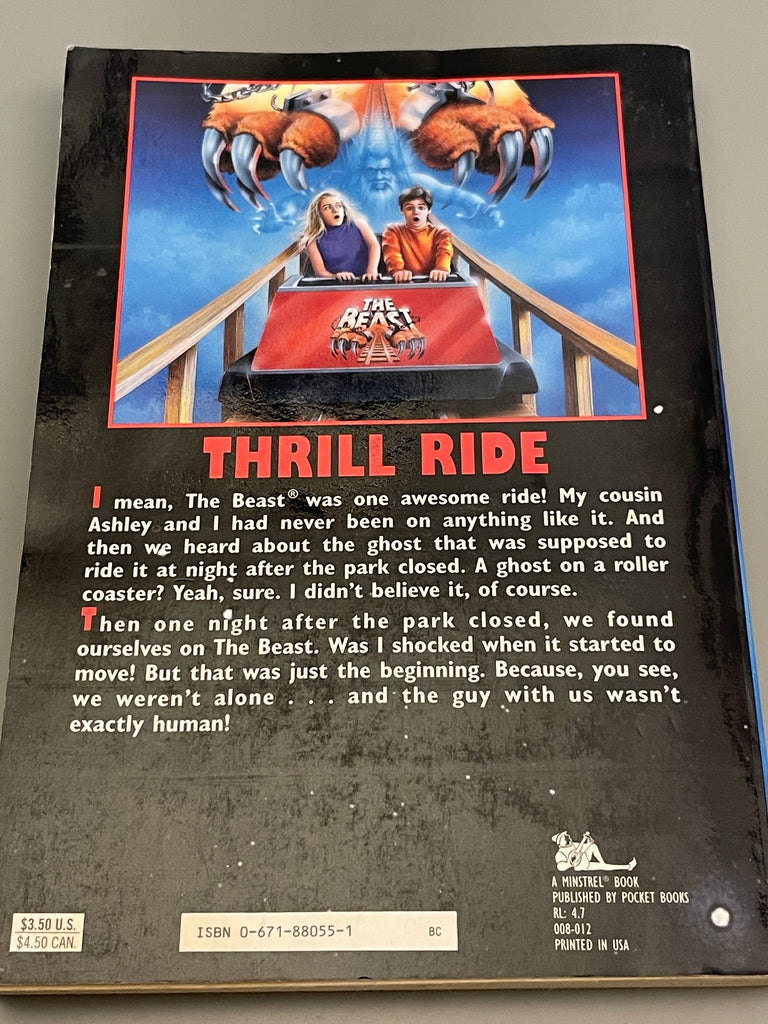 THE
BEAST
THRILL RIDE
I mean, The Beast® was one awesome ride! My cousin
Ashley and I had never been on anything like it. And
then we heard about the ghost that was supposed to
ride it at night after the park closed. A ghost on a roller
coaster? Yeah, sure. I didn't believe it, of course.
Then one night after the park closed, we found
ourselves on The Beast. Was I shocked when it started to
move! But that was just the beginning. Because, you see,
we weren't alone . . . and the guy with us wasn't
exactly human!
A MINSTREL® BOOK
PUBLISHED BY POCKET BOOKS
RL: 4.7
008-012
PRINTED IN USA
$3.50 U.S.
$4.50 CAN.
ISBN 0-671-88055-1 BC